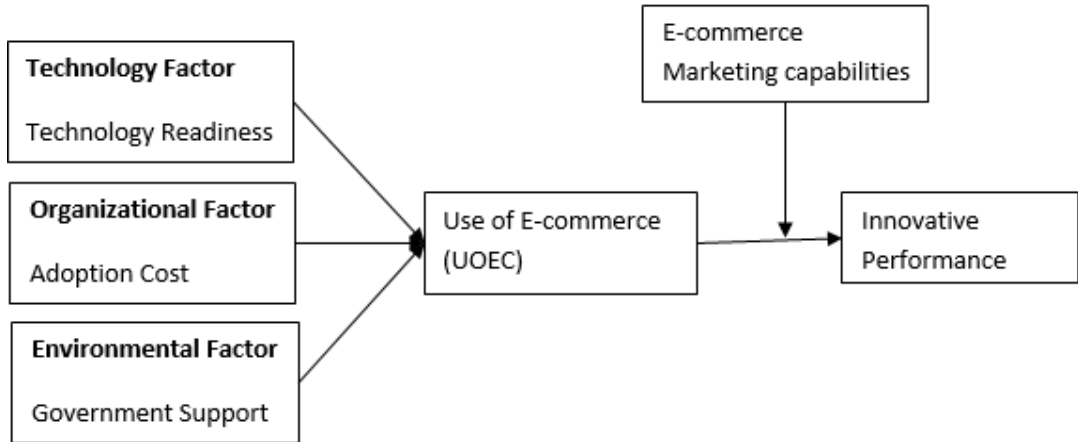 E-commerce
Marketing capabilities
Technology Factor
Technology Readiness
Organizational Factor
Adoption Cost
Use of E-commerce
(UOEC)
Innovative
Performance
Environmental Factor
Government Support